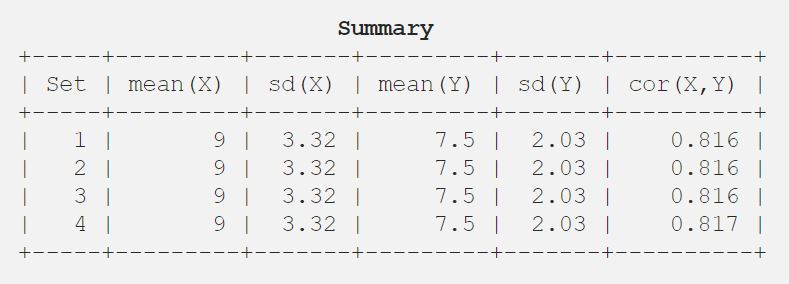 Summary
+-----+---------+-------+---------+-------+----------+
| Set | mean(X) | sd(X) | mean(Y) | sd(Y) | cor(X,Y) |
+-----+---------+-------+---------+-------+----------+
|   1 |       9 |  3.32 |     7.5 |  2.03 |    0.816 |
|   2 |       9 |  3.32 |     7.5 |  2.03 |    0.816 |
|   3 |       9 |  3.32 |     7.5 |  2.03 |    0.816 |
|   4 |       9 |  3.32 |     7.5 |  2.03 |    0.817 |
+-----+---------+-------+---------+-------+----------+